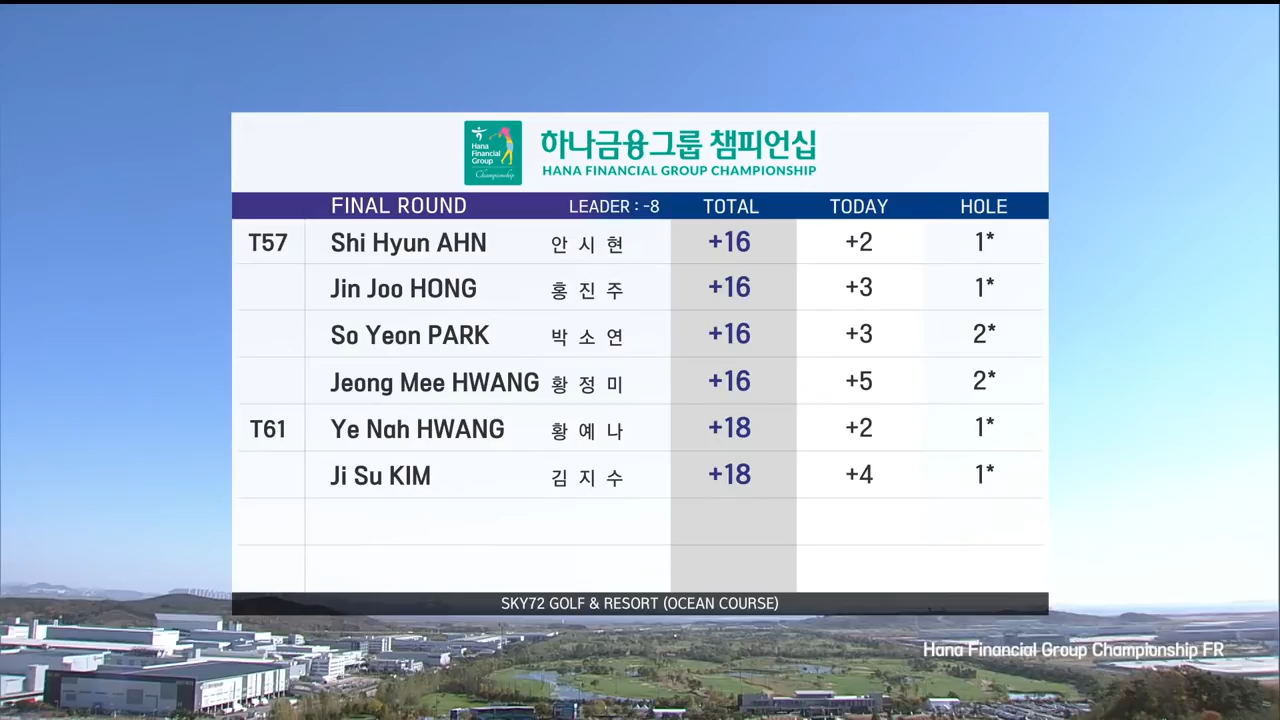 Hana
Financial
Group
Championship
하나금융그룹 챔피언십
HANA FINANCIAL GROUP CHAMPIONSHIP
FINAL ROUND LEADER : -8 TOTAL TODAY HOLE
T57 Shi Hyun AHN 안 시 현 +16 +2 1*
Jin Joo HONG 홍 진 주 +16 +3 1*
So Yeon PARK 박 소 연 +16 +3 2*
Jeong Mee HWANG 황 정 미 +16 +5 2*
T61 Ye Nah HWANG 황 예 나 +18 +2 1*
Ji Su KIM 김 지 수 +18 +4 1*
SKY72 GOLF & RESORT (OCEAN COURSE)
Hana Financial Group Championship FR